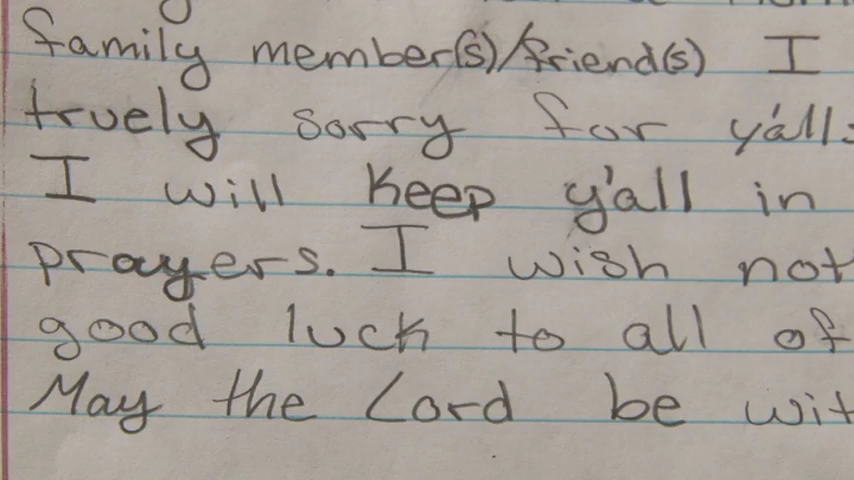 family member(s)/friend(s) I
truely sorry for y'all
I will keep y'all in
prayers. I wish not
good luck to all of
May the Lord be wit